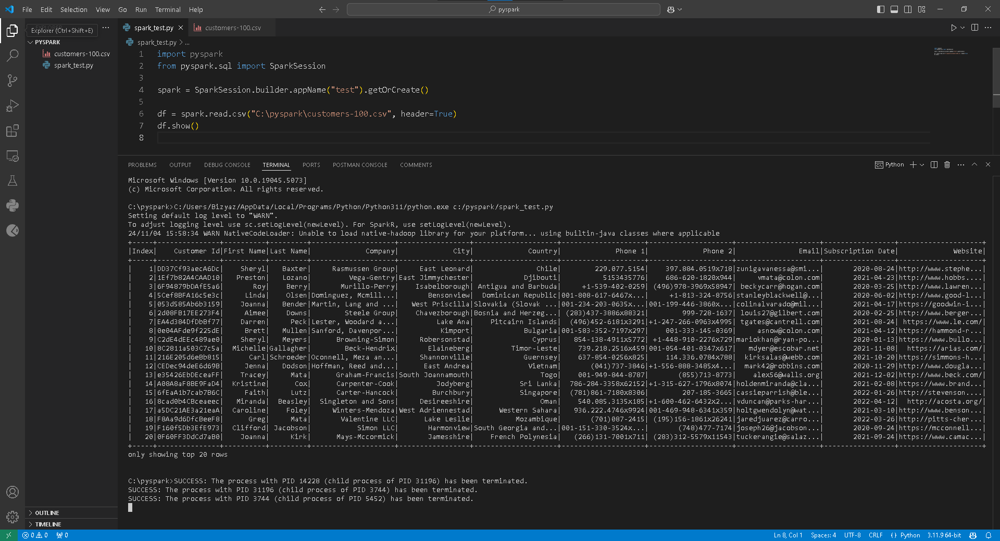 File Edit Selection View Go Run Terminal Help
pyspark
Explorer (Ctrl+Shift+E)
PYSPARK
customers-100.csv
spark_test.py
OUTLINE
TIMELINE
spark_test.py
customers-100.csv
spark_test.py > ...
1 import pyspark
2 from pyspark.sql import SparkSession
3
4 spark = SparkSession.builder.appName("test").getOrCreate()
5
6 df = spark.read.csv("C:\pyspark\customers-100.csv", header=True)
7 df.show()
8
PROBLEMS OUTPUT DEBUG CONSOLE TERMINAL PORTS POSTMAN CONSOLE COMMENTS
Python
Microsoft Windows [Version 10.0.19045.5073]
(c) Microsoft Corporation. All rights reserved.
C:\pyspark>C:/Users/Bizyaz/AppData/Local/Programs/Python/Python311/python.exe c:/pyspark/spark_test.py
Setting default log level to "WARN".
To adjust logging level use sc.setLogLevel(newLevel). For SparkR, use setLogLevel(newLevel).
24/11/04 15:58:34 WARN NativeCodeLoader: Unable to load native-hadoop library for your platform... using builtin-java classes where applicable
|Index| Customer Id|First Name|Last Name| Company| City| Country| Phone 1| Phone 2| Email|Subscription Date| Website|
| 1|DD37Cf93aecA6Dc| Sheryl| Baxter| Rasmussen Group| East Leonard| Chile| 229.077.5154| 397.884.0519x718|zunigavanessa@smi...| 2020-08-24|http://www.stephe...|
| 2|1Ef7b82A4CAAD10| Preston| Lozano| Vega-Gentry|East Jimmychester| Djibouti| 5153435776| 686-620-1820x944| vmata@colon.com| 2021-04-23|http://www.hobbs....|
| 3|6F94879bDAfE5a6| Roy| Berry| Murillo-Perry| Isabelborough| Antigua and Barbuda| +1-539-402-0259| (496)978-3969x58947| beckycarr@hogan.com| 2020-03-25|http://www.lawren...|
| 4|5Cef8BFA16c5e3c| Linda| Olsen|Dominguez, Mcmill...| Bensonview| Dominican Republic|001-808-617-6467x...| +1-813-324-8756|stanleyblackwell@...| 2020-06-02|http://www.good-l...|
| 5|053d585Ab6b3159| Joanna| Bender|Martin, Lang and ...| West Priscilla|Slovakia (Slovak ...|001-234-203-0635x...|001-199-446-3860x...|colinalvarado@mil...| 2021-04-17|https://goodwin-i...|
| 6|2d08FB17EE273F4| Aimee| Downs| Steele Group| Chavezborough|Bosnia and Herzeg...| (283)437-3886x88321| 999-728-1637| louis27@gilbert.com| 2020-02-25|http://www.berger...|
| 7|EA4d384DfDbBf77| Darren| Peck|Lester, Woodard a...| Lake Ana| Pitcairn Islands| (496)452-6181x3291|+1-247-266-0963x4995| tgates@cantrell.com| 2021-08-24| https://www.le.com/|
| 8|0e04AFde9f225dE| Brett| Mullen|Sanford, Davenpor...| Kimport| Bulgaria|001-583-352-7197x297| 001-333-145-0369| asnow@colon.com| 2021-04-12|https://hammond-r...|
| 9|C2dE4dEEc489ae0| Sheryl| Meyers| Browning-Simon| Robersonstad| Cyprus| 854-138-4911x5772| +1-448-910-2276x729|mariokhan@ryan-po...| 2020-01-13|https://www.bullo...|
| 10|8C2811a503C7c5a| Michelle|Gallagher| Beck-Hendrix| Elaineberg| Timor-Leste| 739.218.2516x459|001-054-401-0347x617| mdyer@escobar.net| 2021-11-08| https://arias.com/|
| 11|216E205d6eBb815| Carl|Schroeder|Oconnell, Meza an...| Shannonville| Guernsey| 637-854-0256x825| 114.336.0784x788| kirksalas@webb.com| 2021-10-20|https://simmons-h...|
| 12|CEDec94deE6d69B| Jenna| Dodson|Hoffman, Reed and...| East Andrea| Vietnam| (041)737-3846|+1-556-888-3485x4...| mark42@robbins.com| 2020-11-29|http://www.dougla...|
| 13|e35426EbDEceaFF| Tracey| Mata| Graham-Francis|South Joannamouth| Togo| 001-949-844-8787| (855)713-8773| alex56@walls.org| 2021-12-02|http://www.beck.com/|
| 14|A08A8aF8BE9FaD4| Kristine| Cox| Carpenter-Cook| Jodyberg| Sri Lanka| 786-284-3358x62152|+1-315-627-1796x8074|holdenmiranda@cla...| 2021-02-08|https://www.brand...|
| 15|6fEaA1b7cab7B6C| Faith| Lutz| Carter-Hancock| Burchbury| Singapore| (781)861-7180x8306| 207-185-3665|cassieparrish@ble...| 2022-01-26|http://stevenson....|
| 16|8cad0b4CBceaeec| Miranda| Beasley| Singleton and Sons| Desireeshire| Oman| 540.085.3135x185|+1-600-462-6432x2...|vduncan@parks-har...| 2022-04-12| http://acosta.org/|
| 17|a5DC21AE3a21eaA| Caroline| Foley| Winters-Mendoza|West Adriennestad| Western Sahara| 936.222.4746x9924|001-469-948-6341x359|holtgwendolyn@wat...| 2021-03-10|http://www.benson...|
| 18|F8Aa9d6DfcBeeF8| Greg| Mata| Valentine LLC| Lake Leslie| Mozambique| (701)087-2415| (195)156-1861x26241|jaredjuarez@carro...| 2022-03-26|http://pitts-cher...|
| 19|F160f5Db3EfE973| Clifford| Jacobson| Simon LLC| Harmonview|South Georgia and...|001-151-330-3524x...| (748)477-7174|joseph26@jacobson...| 2020-09-24|https://mcconnell...|
| 20|0F60FF3DdCd7aB0| Joanna| Kirk| Mays-Mccormick| Jamesshire| French Polynesia| (266)131-7001x711| (283)312-5579x11543|tuckerangie@salaz...| 2021-09-24|https://www.camac...|
only showing top 20 rows
C:\pyspark>SUCCESS: The process with PID 14228 (child process of PID 31196) has been terminated.
SUCCESS: The process with PID 31196 (child process of PID 3744) has been terminated.
SUCCESS: The process with PID 3744 (child process of PID 5452) has been terminated.
0 0 0 Ln 8, Col 1 Spaces: 4 UTF-8 CRLF Python 3.11.9 64-bit